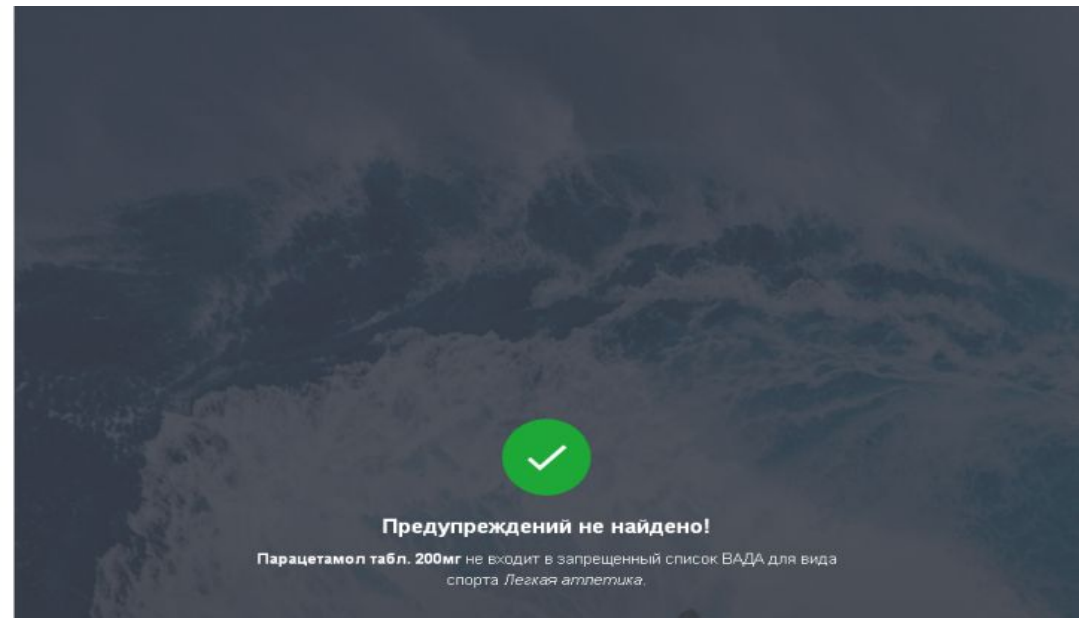 Предупреждений не найдено!
Парацетамол табл. 200мг не входит в запрещенный список ВАДА для вида
спорта Легкая атлетика.